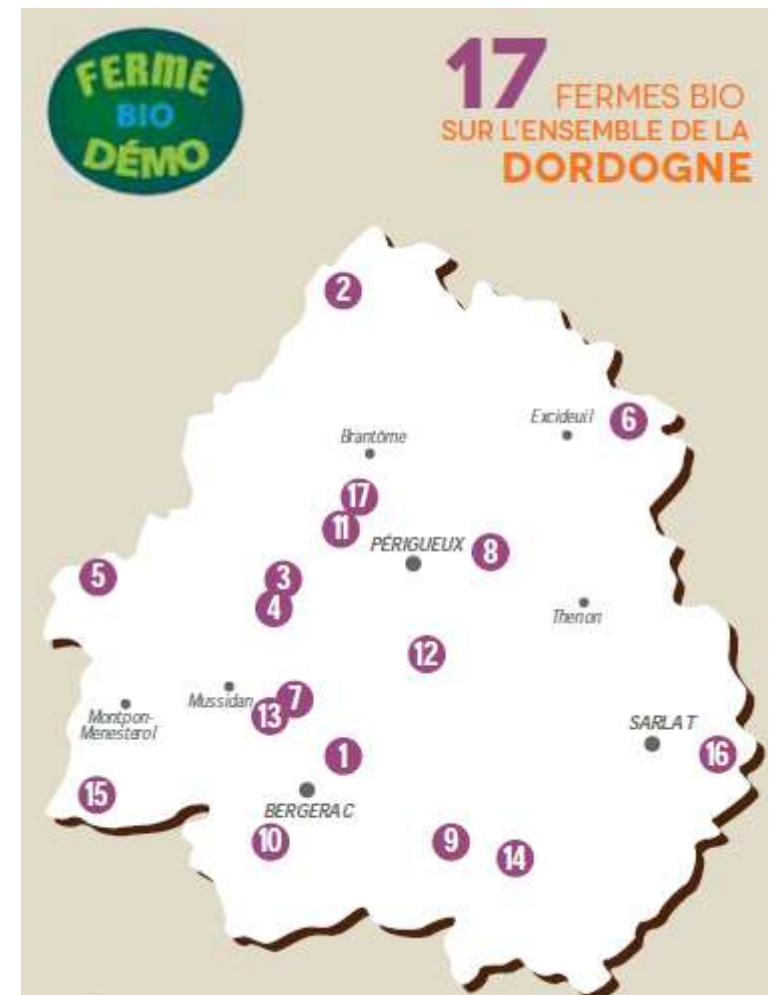 FERME
BIO
DÉMO
17
FERMES BIO
SUR L'ENSEMBLE DE LA
DORDOGNE
2
Excideuil
6
Brantôme
17
11
PÉRIGUEUX
8
5
3
4
Thenon
12
Mussidan
7
13
Montpon-
Menesterol
SARLAT
16
1
15
BERGERAC
10
9
14